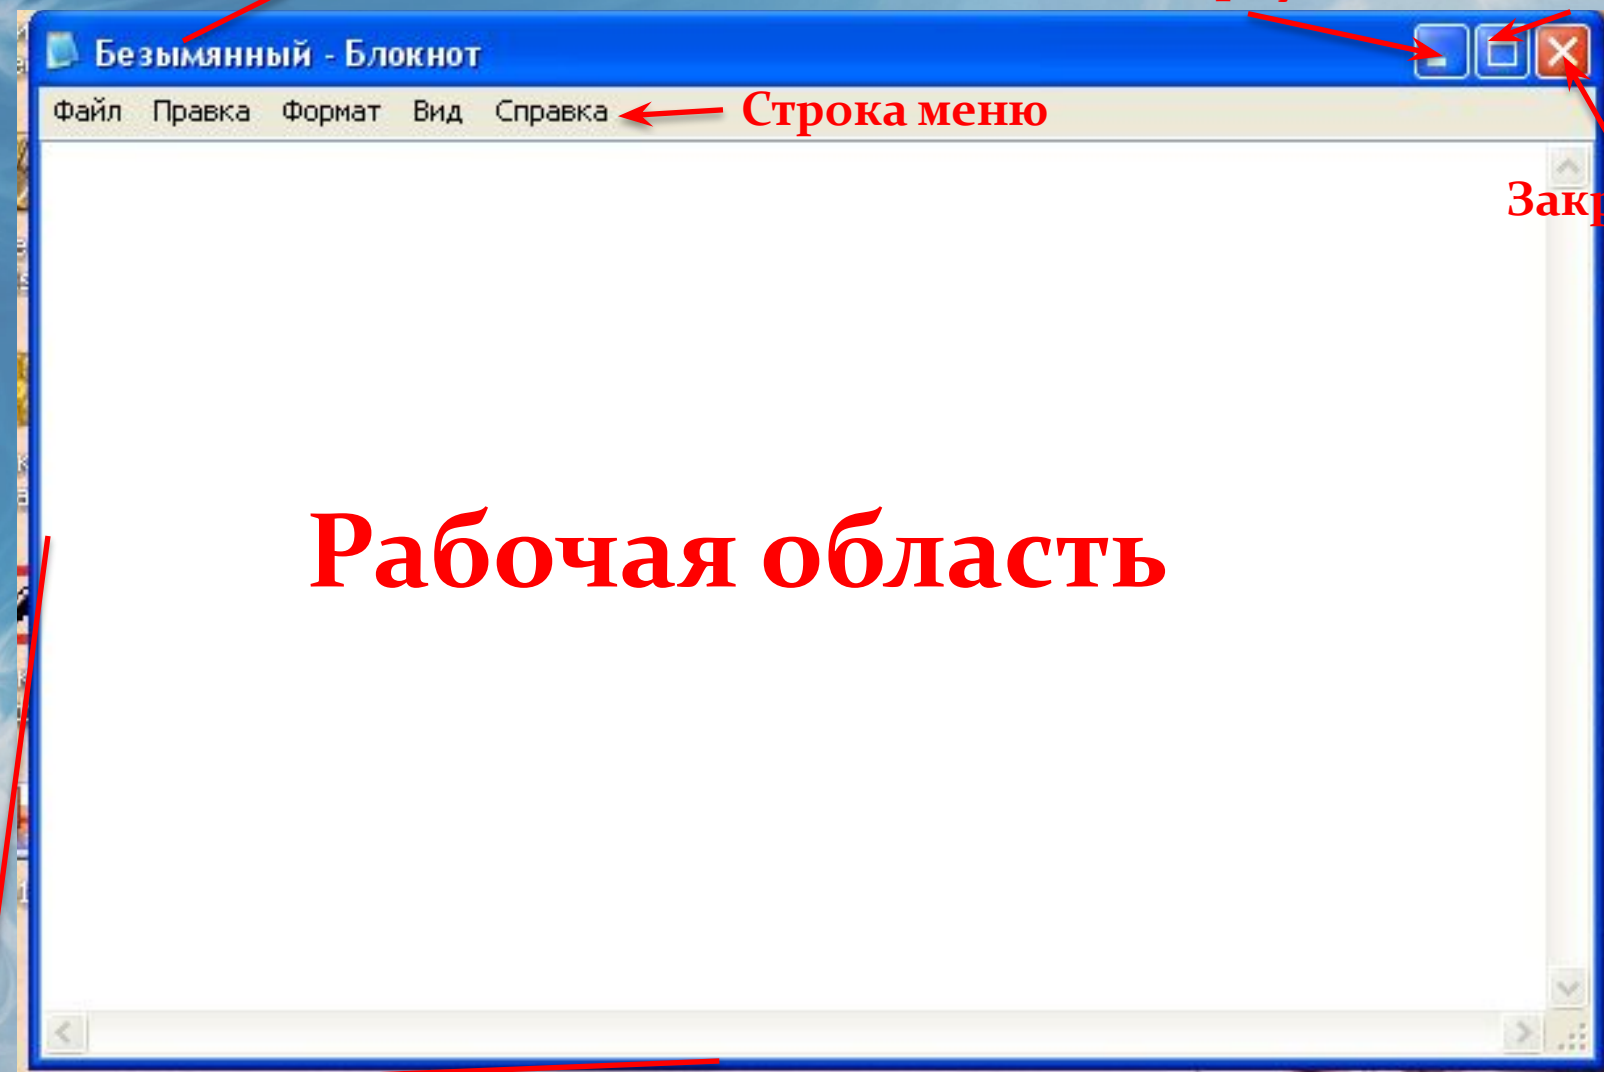 Безымянный - Блокнот
Файл Правка Формат Вид Справка
Строка меню
Рабочая область